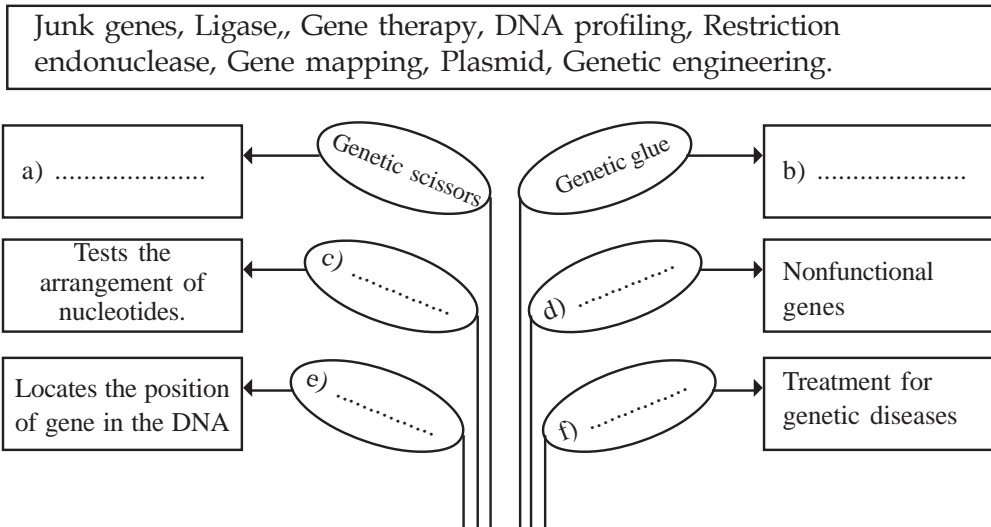 Junk genes, Ligase,, Gene therapy, DNA profiling, Restriction
endonuclease, Gene mapping, Plasmid, Genetic engineering.
a) .....................
Genetic scissors
Genetic glue
b) .....................
Tests the
arrangement of
nucleotides.
c) ..............
d) ..............
Nonfunctional
genes
Locates the position
of gene in the DNA
e) ..............
f) ..............
Treatment for
genetic diseases